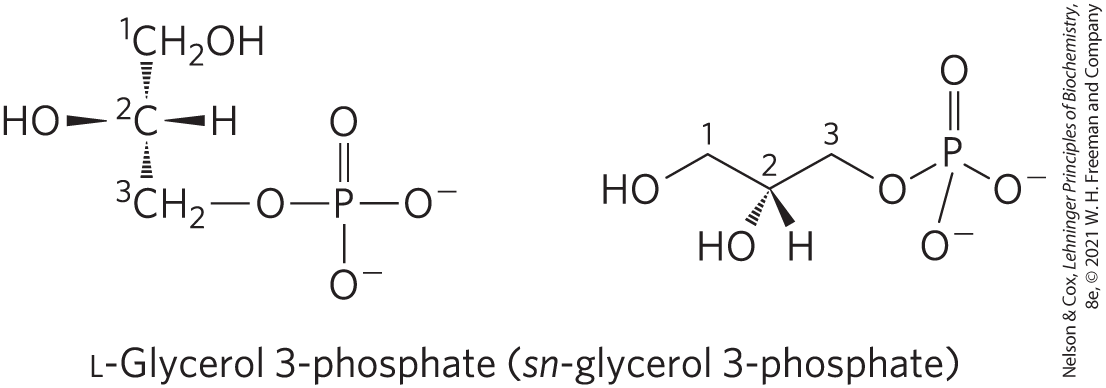 1CH2OH
HO 2C H
3CH2 O P O−
O
O−
1 2 3
HO
HO H
O P O−
O
O−
L-Glycerol 3-phosphate (sn-glycerol 3-phosphate)
Nelson & Cox, Lehninger Principles of Biochemistry,
8e, © 2021 W. H. Freeman and Company